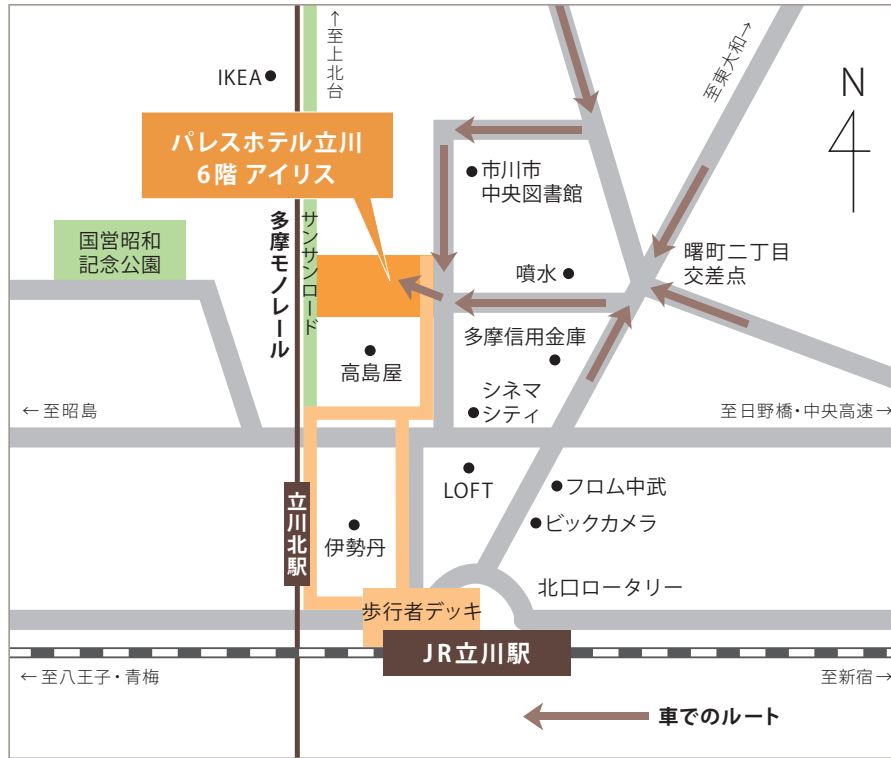 ←至上北台
IKEA
至東大和→
N
パレスホテル立川
6階 アイリス
市川市
中央図書館
国営昭和
記念公園
多摩モノレール
サンサンロード
曙町二丁目
交差点
噴水
多摩信用金庫
高島屋
シネマ
シティ
←至昭島
至日野橋・中央高速→
LOFT
フロム中武
立川北駅
ビックカメラ
伊勢丹
北口ロータリー
歩行者デッキ
JR立川駅
←至八王子・青梅
至新宿→
車でのルート